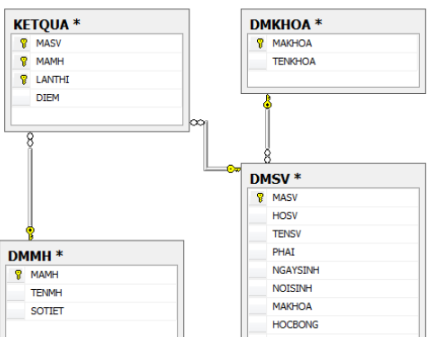 KETQUA *
MASV
MAMH
LANTHI
DIEM
DMKHOA *
MAKHOA
TENKHOA
DMMH *
MAMH
TENMH
SOTIET
DMSV *
MASV
HOSV
TENSV
PHAI
NGAYSINH
NOISINH
MAKHOA
HOCBONG